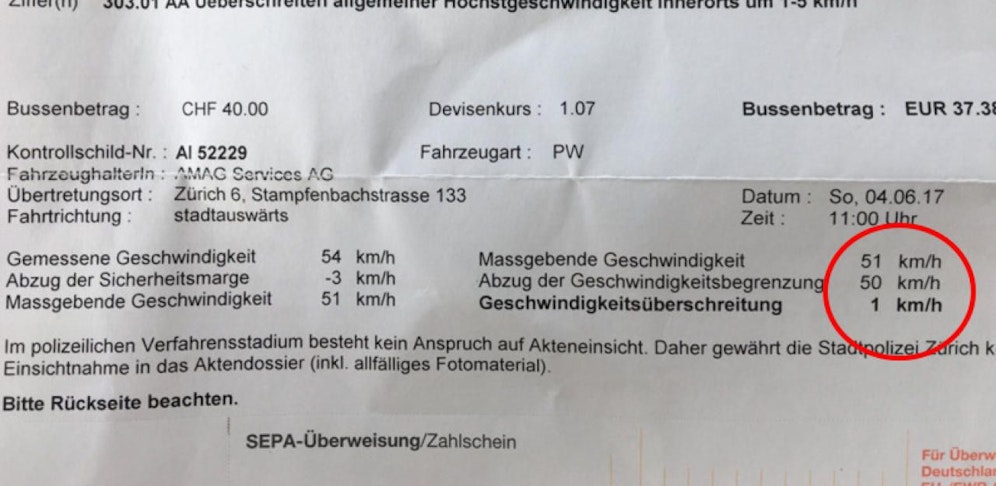 Ziffer(n) 303.01 AA Ueberschreiten allgemeiner Höchstgeschwindigkeit innerorts um 1-5 km/h
Bussenbetrag : CHF 40.00 Devisenkurs : 1.07 Bussenbetrag : EUR 37.38
Kontrollschild-Nr. : AI 52229 Fahrzeugart : PW
FahrzeughalterIn : AMAG Services AG
Übertretungsort : Zürich 6, Stampfenbachstrasse 133 Datum : So, 04.06.17
Fahrtrichtung : stadtauswärts Zeit : 11:00 Uhr
Gemessene Geschwindigkeit 54 km/h Massgebende Geschwindigkeit 51 km/h
Abzug der Sicherheitsmarge -3 km/h Abzug der Geschwindigkeitsbegrenzung 50 km/h
Massgebende Geschwindigkeit 51 km/h Geschwindigkeitsüberschreitung 1 km/h
Im polizeilichen Verfahrensstadium besteht kein Anspruch auf Akteneinsicht. Daher gewährt die Stadtpolizei Zürich k
Einsichtnahme in das Aktendossier (inkl. allfälliges Fotomaterial).
Bitte Rückseite beachten.
SEPA-Überweisung/Zahlschein
Für Überw
Deutschlan